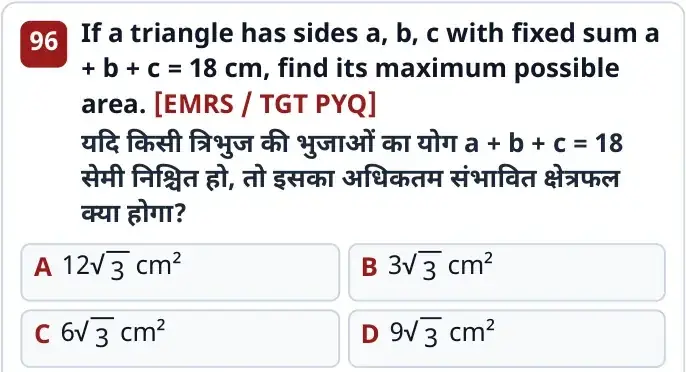 96 If a triangle has sides a, b, c with fixed sum a
+ b + c = 18 cm, find its maximum possible
area. [EMRS / TGT PYQ]
यदि किसी त्रिभुज की भुजाओं का योग a + b + c = 18
सेमी निश्चित हो, तो इसका अधिकतम संभावित क्षेत्रफल
क्या होगा?
A 12√3 cm² B 3√3 cm²
C 6√3 cm² D 9√3 cm²